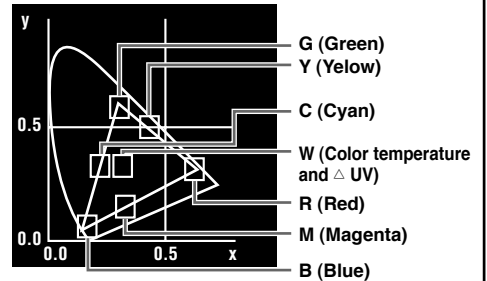 y
G (Green)
Y (Yelow)
C (Cyan)
0.5
W (Color temperature
and △ UV)
R (Red)
M (Magenta)
0.0
0.0 0.5 x
B (Blue)